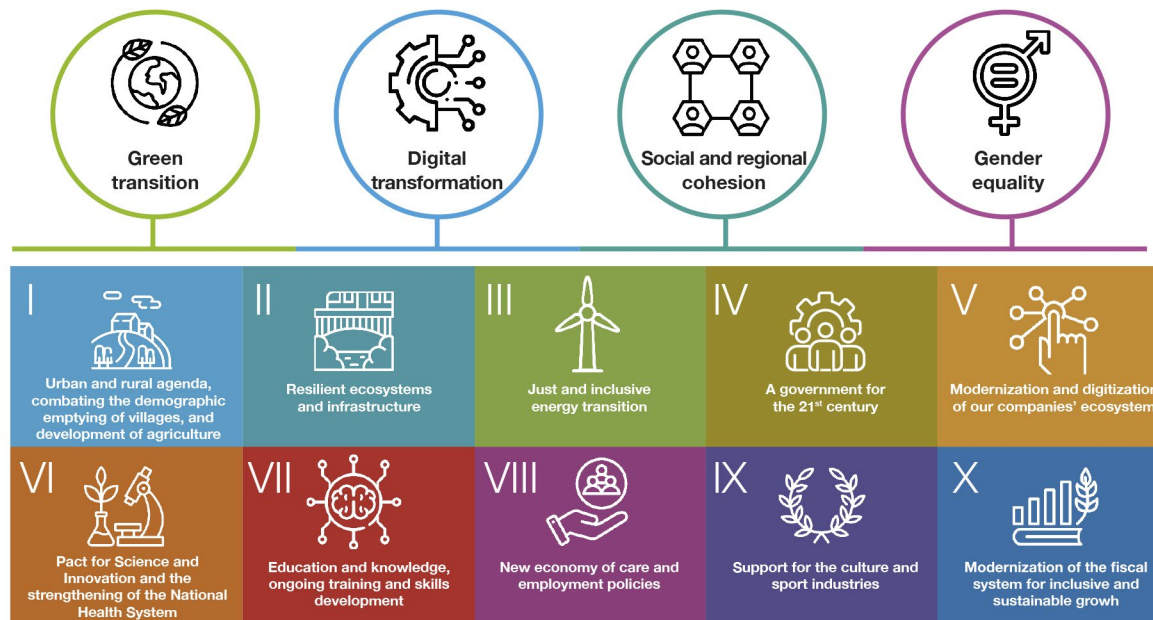 Green
transition
Digital
transformation
Social and regional
cohesion
Gender
equality
I
Urban and rural agenda,
combating the demographic
emptying of villages, and
development of agriculture
II
Resilient ecosystems
and infrastructure
III
Just and inclusive
energy transition
IV
A government for
the 21st century
V
Modernization and digitization
of our companies’ ecosystem
VI
Pact for Science and
Innovation and the
strengthening of the National
Health System
VII
Education and knowledge,
ongoing training and skills
development
VIII
New economy of care and
employment policies
IX
Support for the culture and
sport industries
X
Modernization of the fiscal
system for inclusive and
sustainable growth